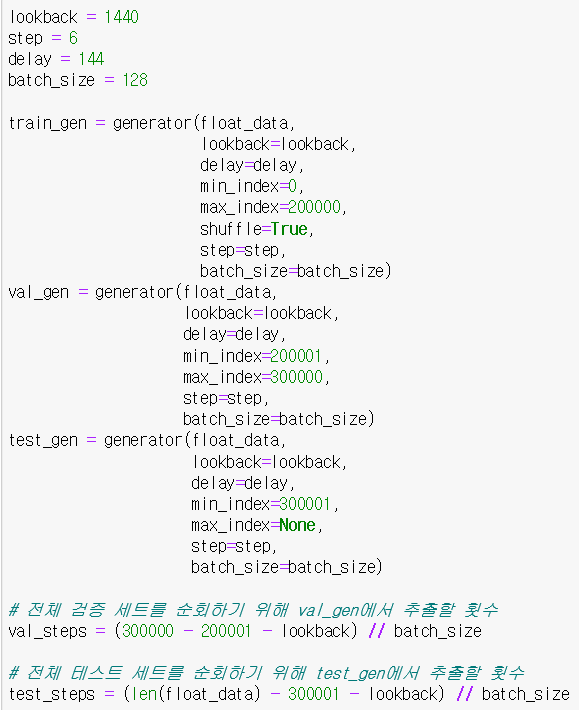 lookback = 1440
step = 6
delay = 144
batch_size = 128
train_gen = generator(float_data,
lookback=lookback,
delay=delay,
min_index=0,
max_index=200000,
shuffle=True,
step=step,
batch_size=batch_size)
val_gen = generator(float_data,
lookback=lookback,
delay=delay,
min_index=200001,
max_index=300000,
step=step,
batch_size=batch_size)
test_gen = generator(float_data,
lookback=lookback,
delay=delay,
min_index=300001,
max_index=None,
step=step,
batch_size=batch_size)
# 전체 검증 세트를 순회하기 위해 val_gen에서 추출할 횟수
val_steps = (300000 - 200001 - lookback) // batch_size
# 전체 테스트 세트를 순회하기 위해 test_gen에서 추출할 횟수
test_steps = (len(float_data) - 300001 - lookback) // batch_size